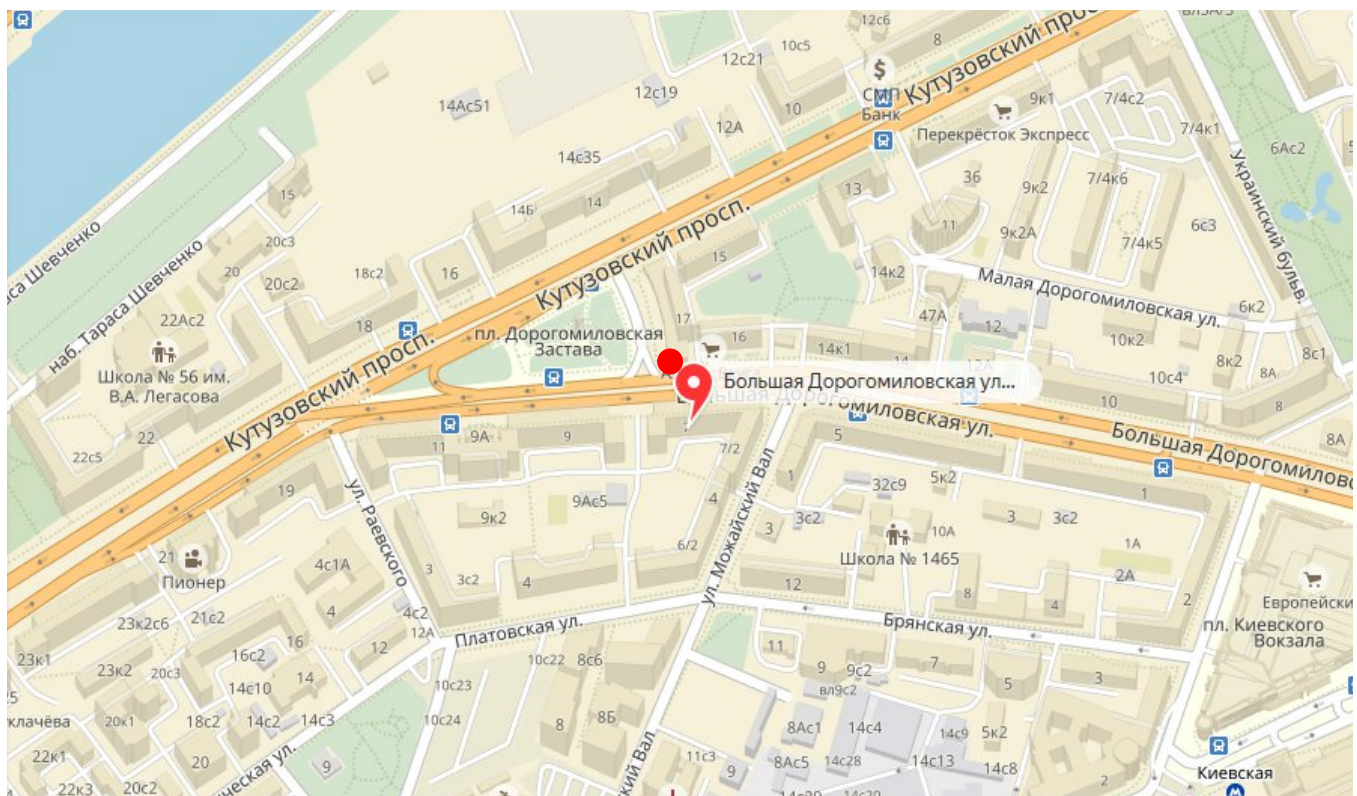 вл5А/3
12с6
8
10с5
12с21
$
СМП
Банк
Кутузовский просп.
14Ас51
12с19
10
12А
9к1
7/4с2
Перекрёсток Экспресс
7/4к1
6Ас2
14с35
36
7/4к6
15
14
13
9к2
Украинский бульв.
14Б
Кутузовский просп.
11
6с3
наб. Тараса Шевченко
20с3
9к2А
7/4к5
20
18с2
16
15
14к2
20с2
Малая Дорогомиловская ул.
22Ас2
18
17
16
47А
12
6к2
пл. Дорогомиловская
Застава
14к1
14
12А
10к2
8к2
8с1
Школа № 56 им.
В.А. Легасова
Кутузовский просп.
Большая Дорогомиловская ул...
10с4
8А
10
8
22
22с5
11
9А
9
7/2
5
Большая Дорогомиловс
8А
19
ул. Раевского
9Ас5
9к2
4
1
32с9
5к2
1
ул. Можайский Вал
3
3с2
10А
3
3с2
21
Пионер
4с1А
3
3с2
4
6/2
Школа № 1465
1А
2А
12
8
4
2
Европейски
пл. Киевского
Вокзала
23к2с6
21с2
4
4с2
12А
Платовская ул.
Брянская ул.
23к1
23к2
20с3
16с2
16
12
10с22
8с6
11
9
9с2
7
5
3
14с10
14
10с23
вл9с2
клачёва
20к1
18с2
14с2
14с3
10с24
8
8Б
8Ас1
14с4
14с9
5к2
22к1
20
9
11с3
9
8Ас5
14с28
14с13
14с8
2
Киевская
22к3
20с2